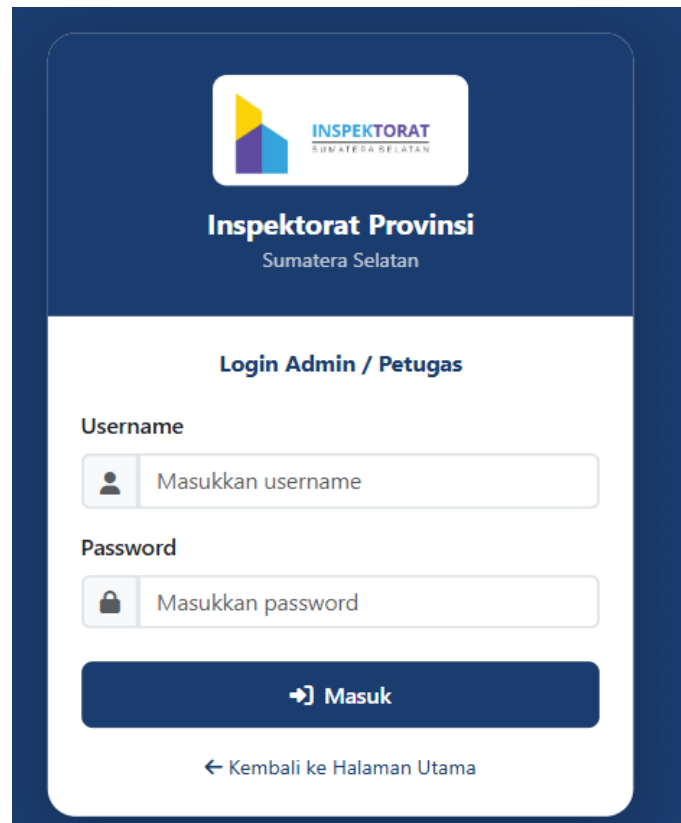 INSPEKTORAT
SUMATERA SELATAN
Inspektorat Provinsi
Sumatera Selatan
Login Admin / Petugas
Username
Masukkan username
Password
Masukkan password
Masuk
Kembali ke Halaman Utama